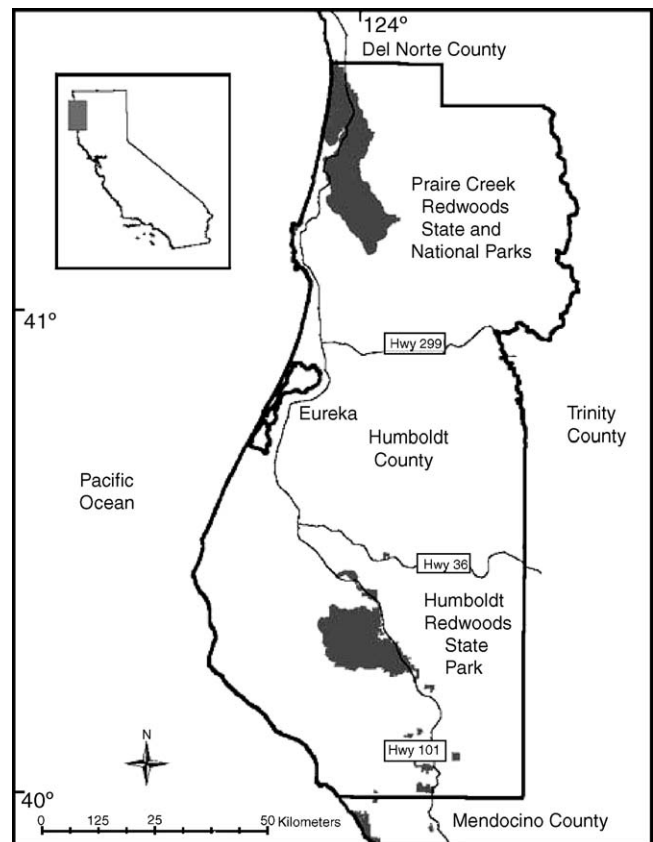 124°
Del Norte County
Praire Creek
Redwoods
State and
National Parks
41°
Hwy 299
Eureka
Humboldt
County
Trinity
County
Pacific
Ocean
Hwy 36
Humboldt
Redwoods
State
Park
N
Hwy 101
40°
0 125 25 50 Kilometers
Mendocino County